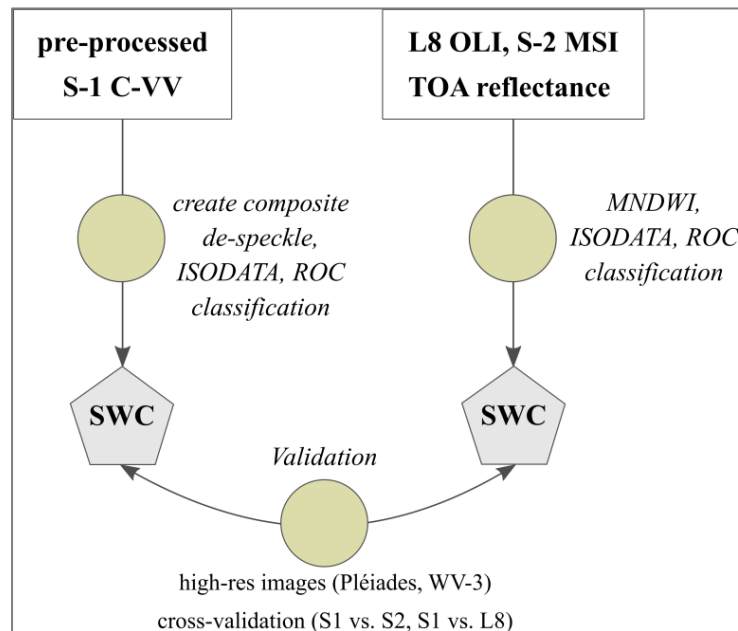 pre-processed
S-1 C-VV
L8 OLI, S-2 MSI
TOA reflectance
create composite
de-speckle,
ISODATA, ROC
classification
MNDWI,
ISODATA, ROC
classification
SWC
SWC
Validation
high-res images (Pléiades, WV-3)
cross-validation (S1 vs. S2, S1 vs. L8)